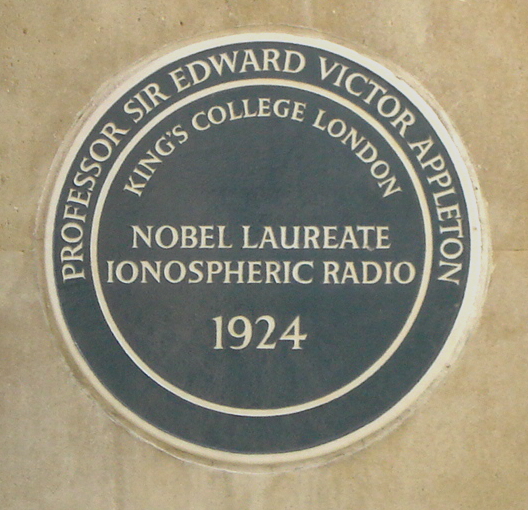 PROFESSOR SIR EDWARD VICTOR APPLETON
KING'S COLLEGE LONDON
NOBEL LAUREATE
IONOSPHERIC RADIO
1924